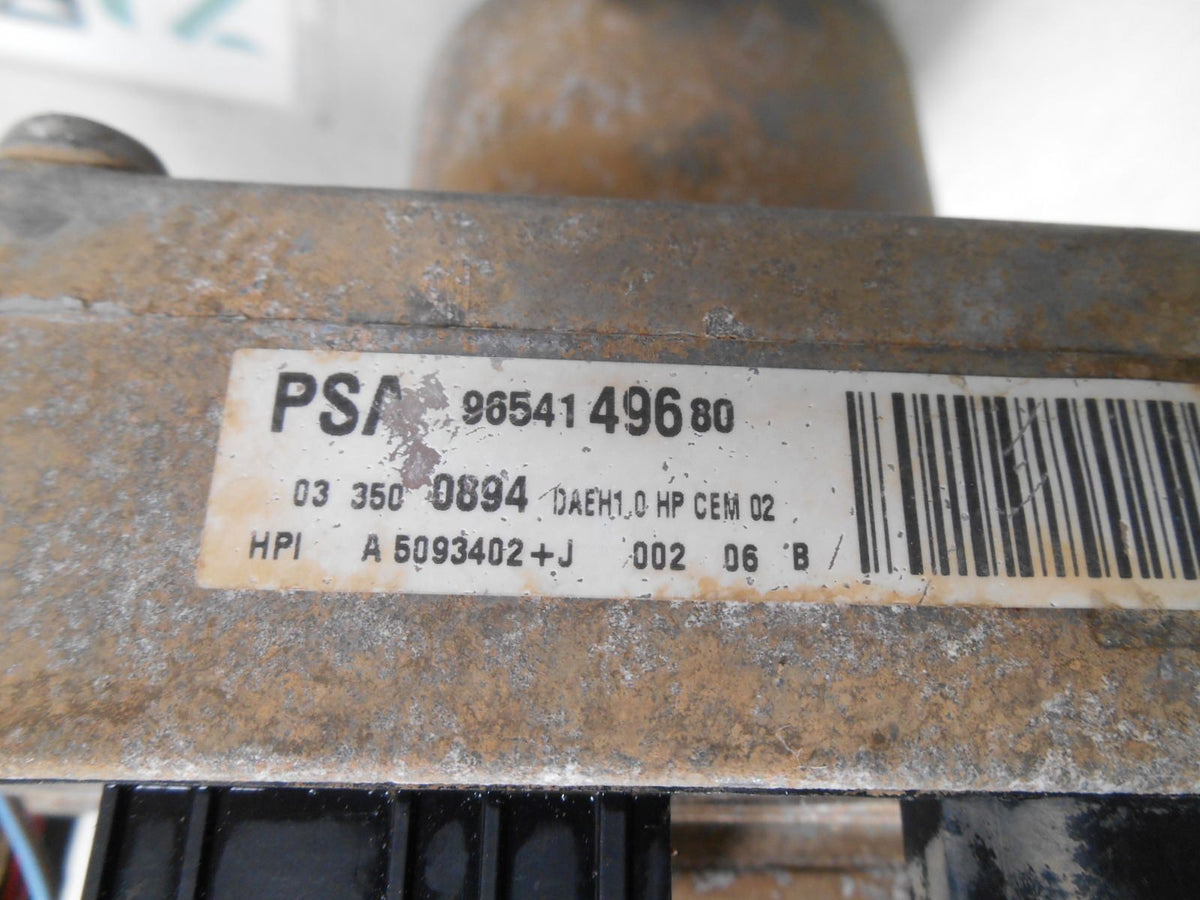 PSA 96541 496 80
03 350 0894 DAEH1.0 HP CEM 02
HPI A 5093402+J 002 06 B /